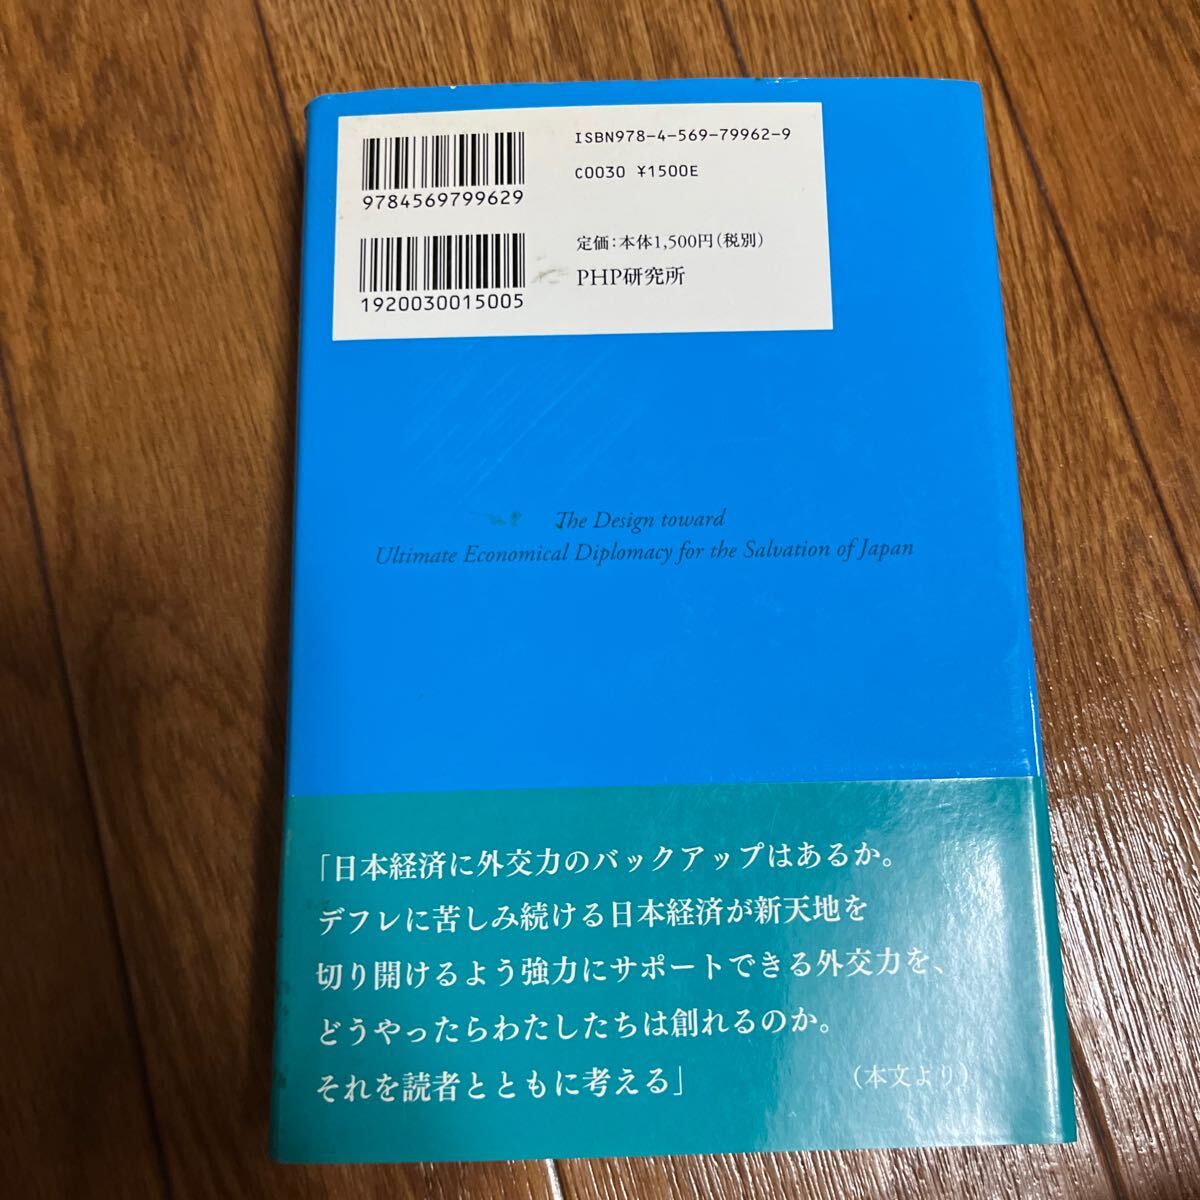 ISBN978-4-569-79962-9
C0030 ¥1500E
9784569799629
定価：本体1,500円（税別）
PHP研究所
1920030015005
The Design toward
Ultimate Economical Diplomacy for the Salvation of Japan
「日本経済に外交力のバックアップはあるか。
デフレに苦しみ続ける日本経済が新天地を
切り開けるよう強力にサポートできる外交力を、
どうやったらわたしたちは創れるのか。
それを読者とともに考える」
（本文より）